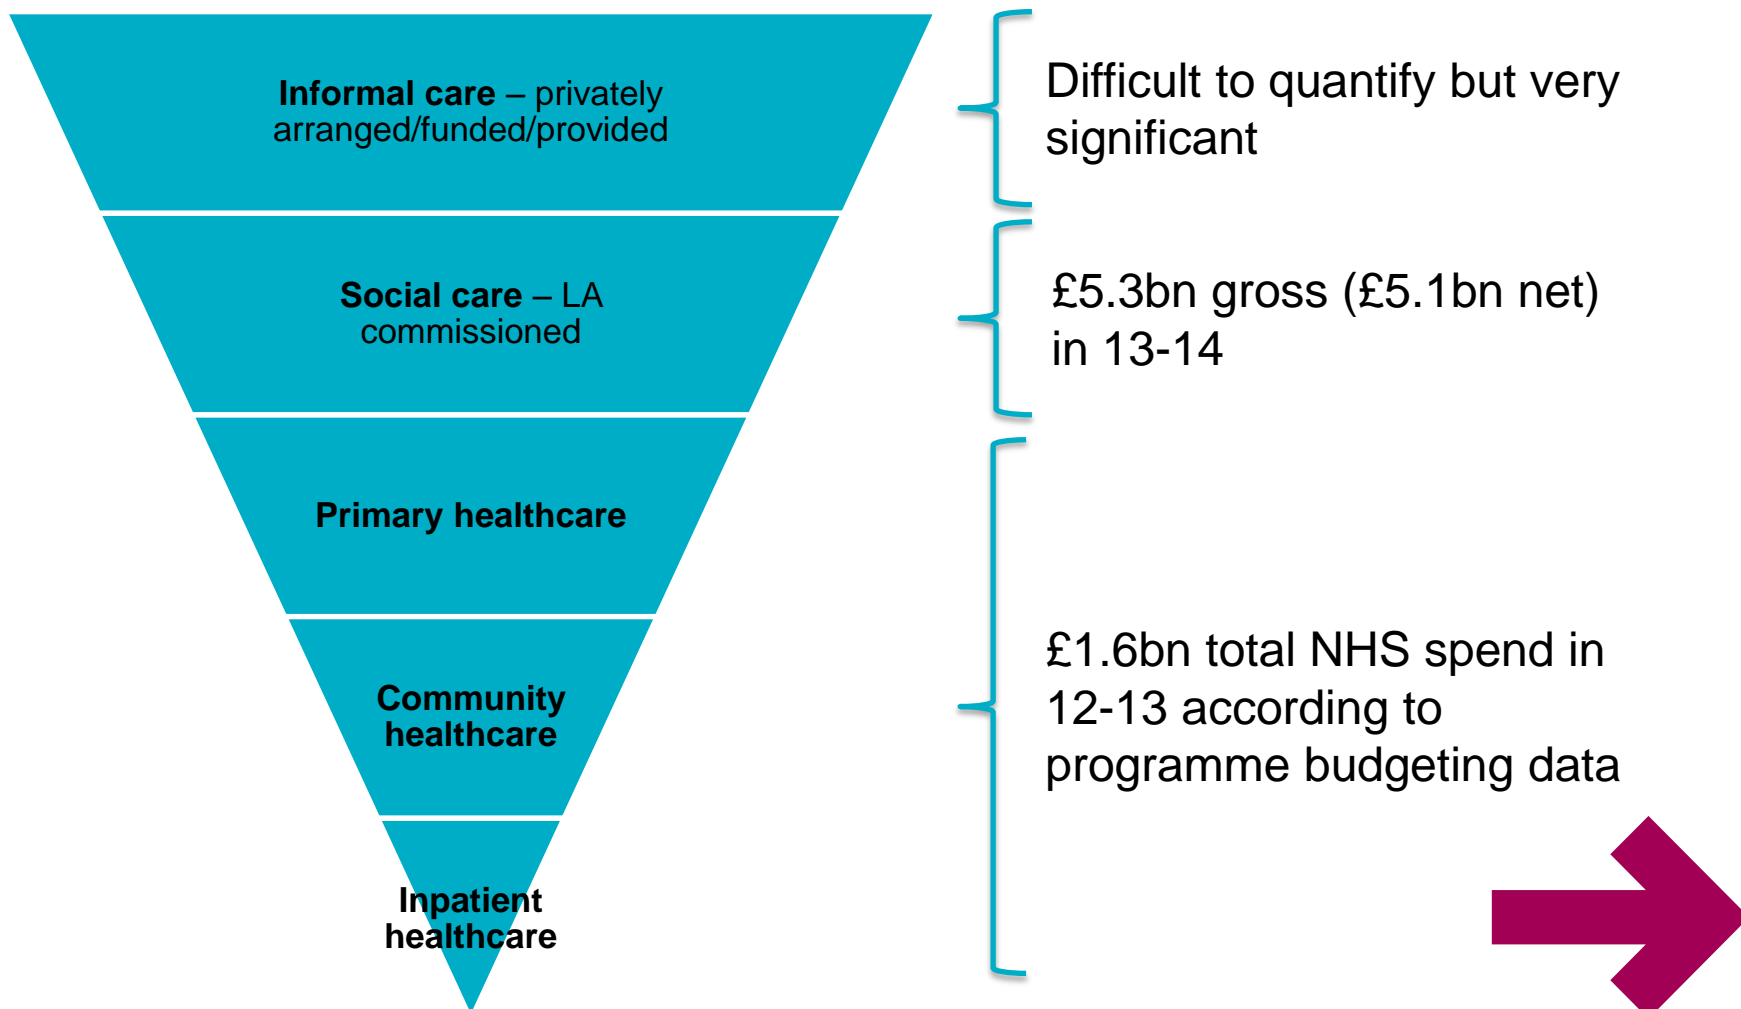 Informal care – privately
arranged/funded/provided
Difficult to quantify but very
significant
Social care – LA
commissioned
£5.3bn gross (£5.1bn net)
in 13-14
Primary healthcare
Community
healthcare
Inpatient
healthcare
£1.6bn total NHS spend in
12-13 according to
programme budgeting data